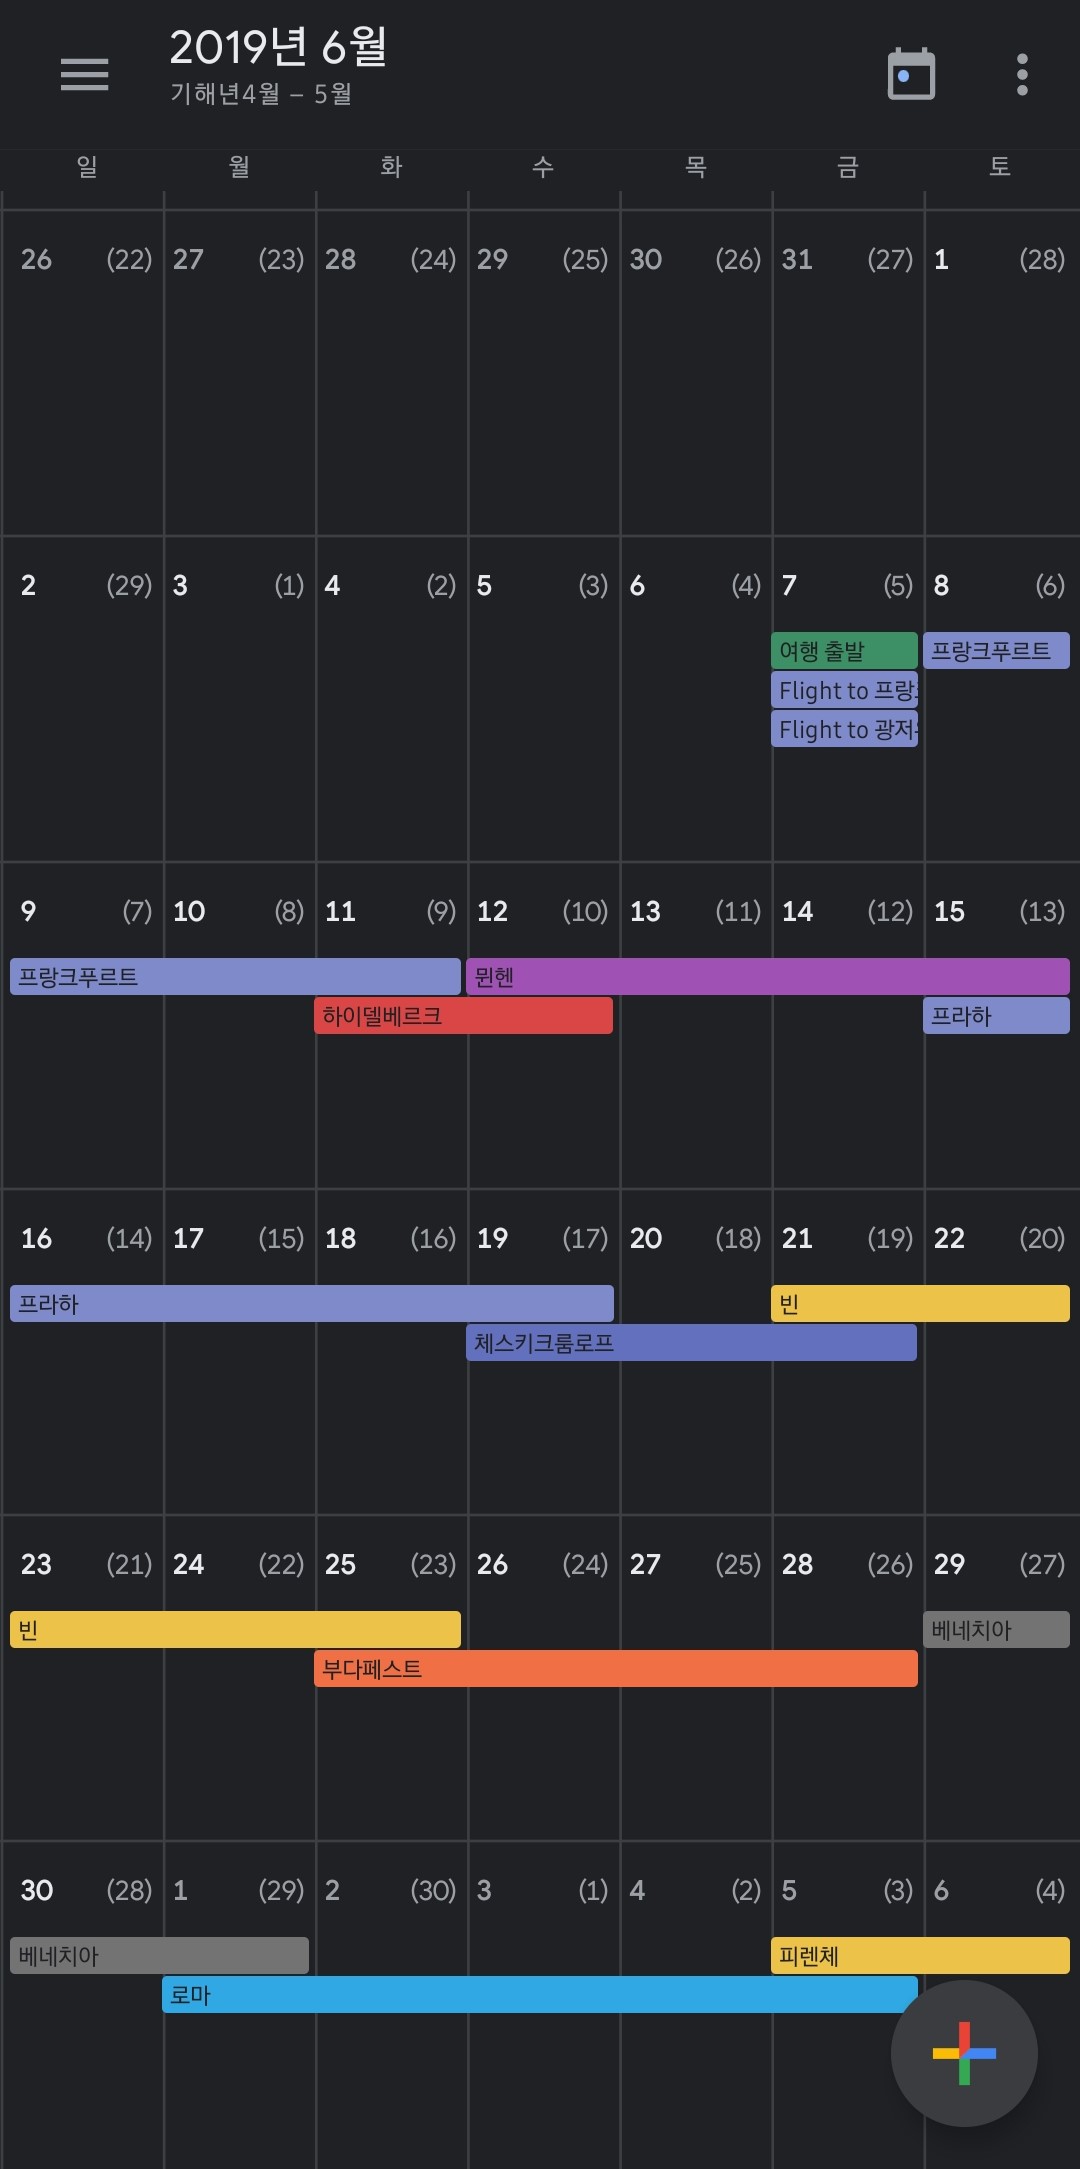 2019년 6월
기해년4월 – 5월
일 월 화 수 목 금 토
26 (22) 27 (23) 28 (24) 29 (25) 30 (26) 31 (27) 1 (28)
2 (29) 3 (1) 4 (2) 5 (3) 6 (4) 7 (5) 8 (6)
여행 출발 프랑크푸르트
Flight to 프랑
Flight to 광저
9 (7) 10 (8) 11 (9) 12 (10) 13 (11) 14 (12) 15 (13)
프랑크푸르트 뮌헨
하이델베르크 프라하
16 (14) 17 (15) 18 (16) 19 (17) 20 (18) 21 (19) 22 (20)
프라하 빈
체스키크룸로프
23 (21) 24 (22) 25 (23) 26 (24) 27 (25) 28 (26) 29 (27)
빈 베네치아
부다페스트
30 (28) 1 (29) 2 (30) 3 (1) 4 (2) 5 (3) 6 (4)
베네치아 피렌체
로마